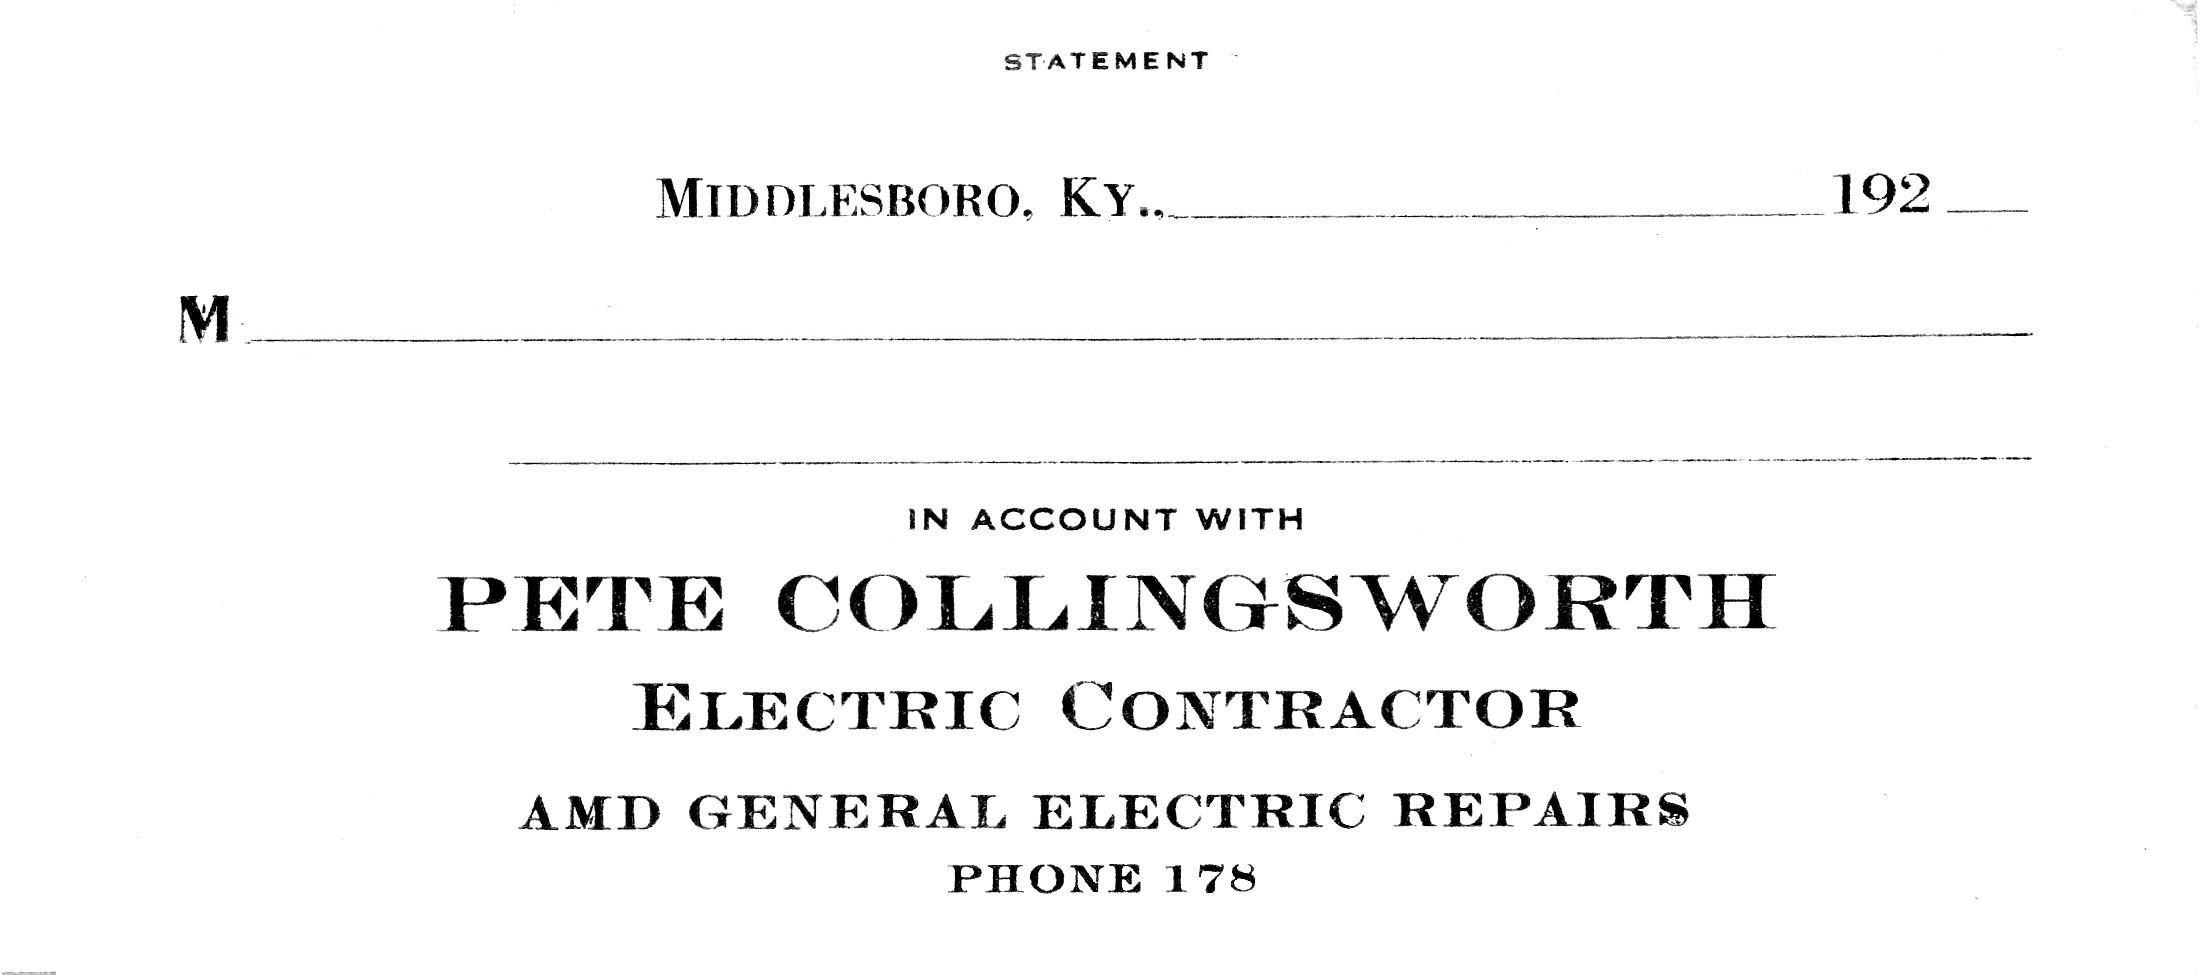 STATEMENT
MIDDLESBORO, KY., 192
M
IN ACCOUNT WITH
PETE COLLINGSWORTH
ELECTRIC CONTRACTOR
AMD GENERAL ELECTRIC REPAIRS
PHONE 178